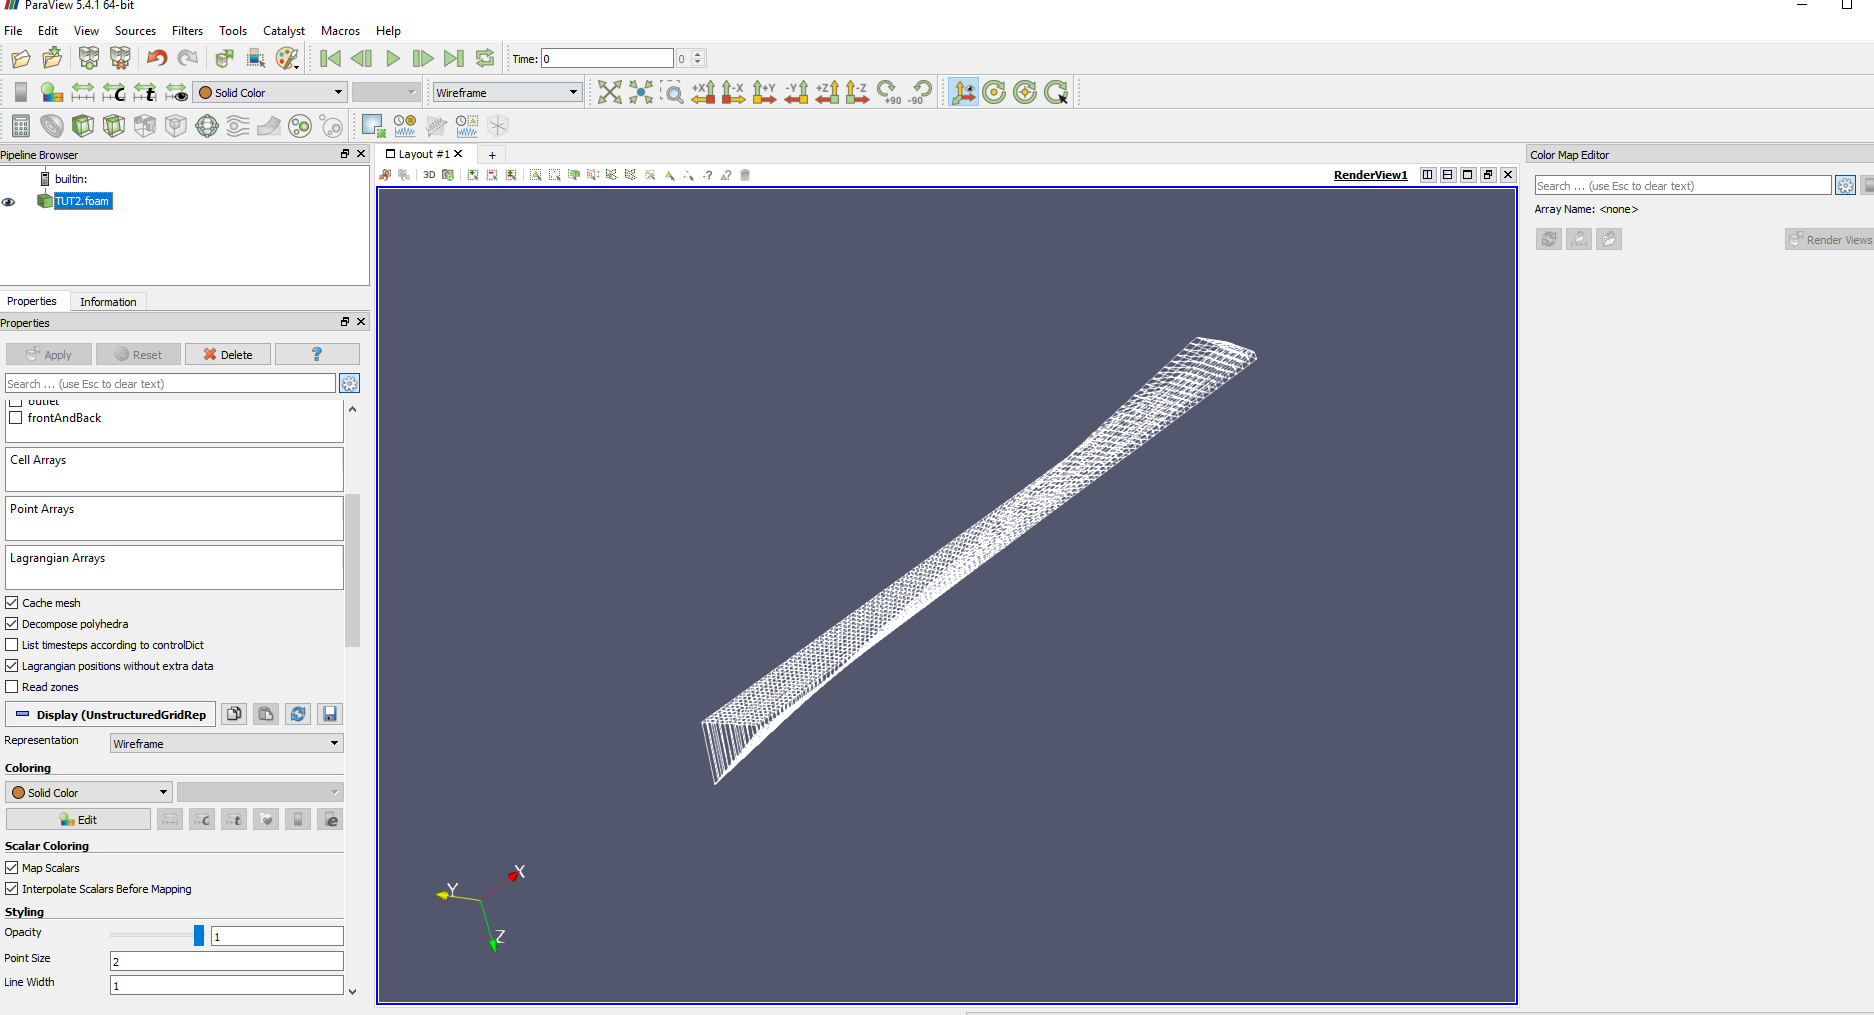 ParaView 5.4.1 64-bit
File Edit View Sources Filters Tools Catalyst Macros Help
Time: 0 0
Solid Color Wireframe +X -X +Y -Y +Z -Z +90 -90
Pipeline Browser Layout #1 + Color Map Editor
builtin: 3D RenderView1
TUT2.foam Search ... (use Esc to clear text)
Array Name: <none>
Render Views
Properties Information
Properties
Apply Reset Delete ?
Search ... (use Esc to clear text)
outlet
frontAndBack
Cell Arrays
Point Arrays
Lagrangian Arrays
Cache mesh
Decompose polyhedra
List timesteps according to controlDict
Lagrangian positions without extra data
Read zones
Display (UnstructuredGridRep
Representation Wireframe
Coloring
Solid Color
Edit
Scalar Coloring
Map Scalars
Interpolate Scalars Before Mapping
Styling
Opacity 1
Point Size 2
Line Width 1
X
Y
Z